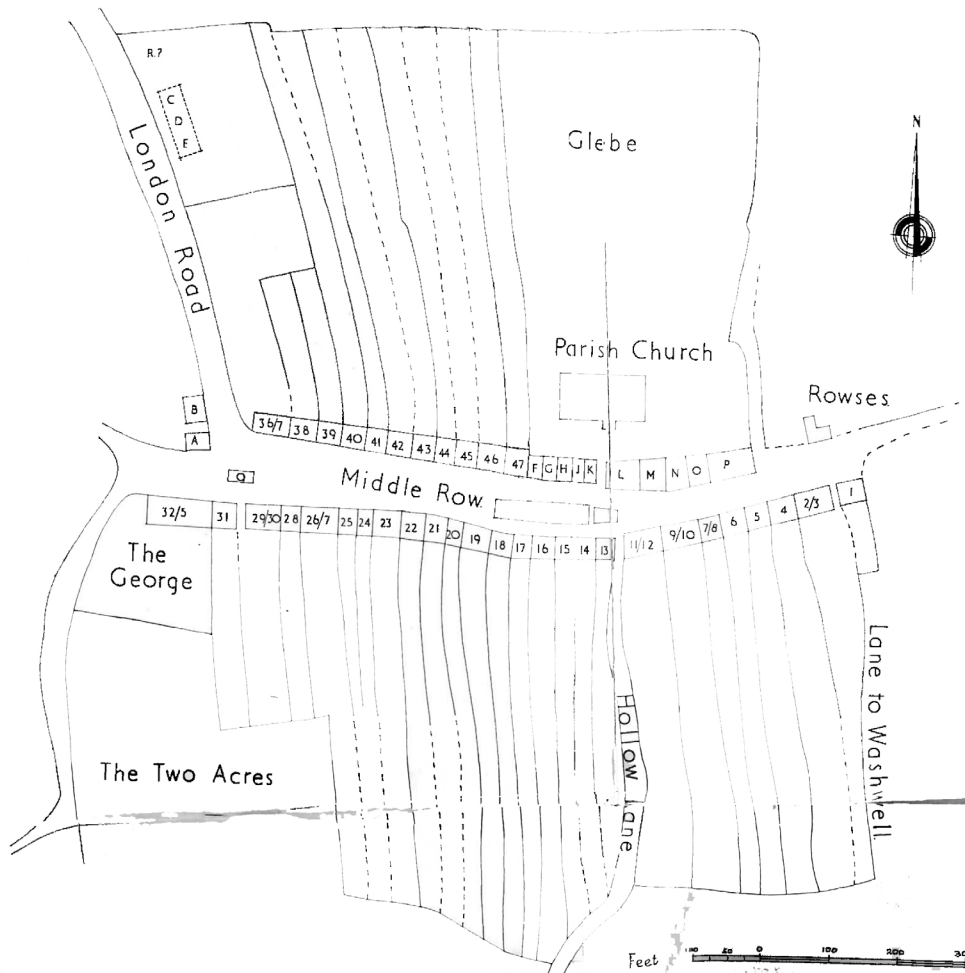 R.?
C
D
E
London Road
Glebe
N
Parish Church
Rowses
B
A
36/7 38 39 40 41 42 43 44 45 46 47 F G H J K L M N O P
Q
Middle Row
32/5 31 29/30 28 26/7 25 24 23 22 21 20 19 18 17 16 15 14 13 11/12 9/10 7/8 6 5 4 2/3 1
The
George
Hollow Lane
Lane to Washwell
The Two Acres
Feet 100 50 0 100 200